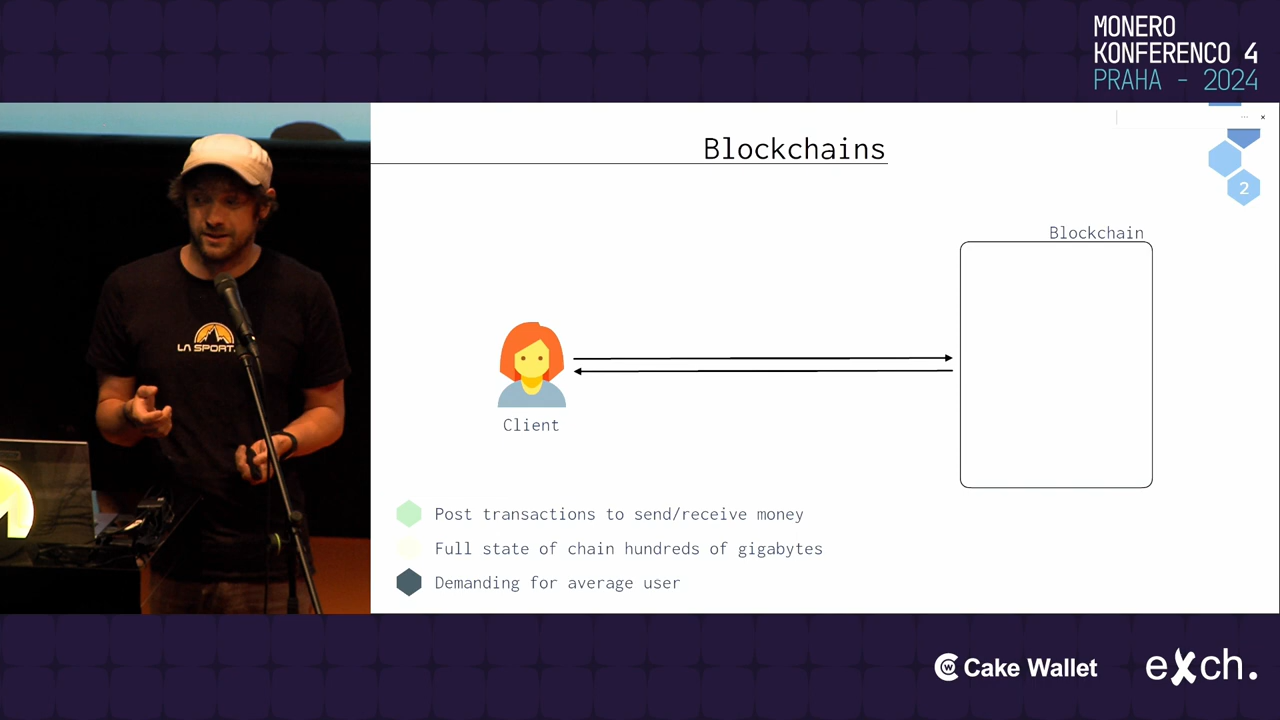 MONERO
KONFERENCO 4
PRAHA - 2024
Blockchains
2
Blockchain
LA SPORT
Client
Post transactions to send/receive money
Full state of chain hundreds of gigabytes
Demanding for average user
Cake Wallet
eXch.